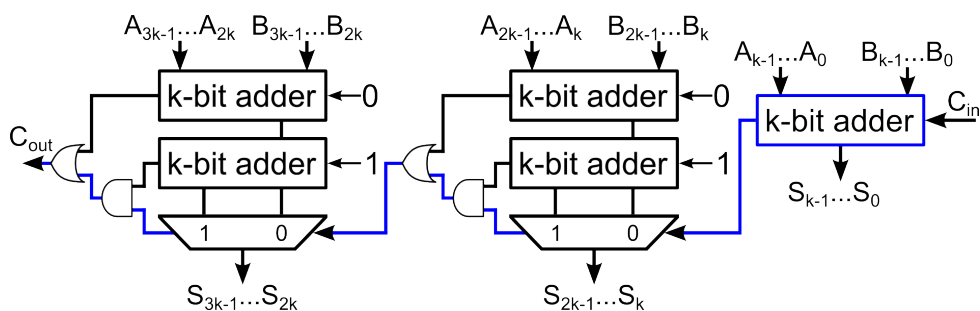 A3k-1...A2k B3k-1...B2k A2k-1...Ak B2k-1...Bk
Ak-1...A0 Bk-1...B0
k-bit adder 0 k-bit adder 0
k-bit adder Cin
Cout
k-bit adder 1 k-bit adder 1
Sk-1...S0
1 0 1 0
S3k-1...S2k S2k-1...Sk